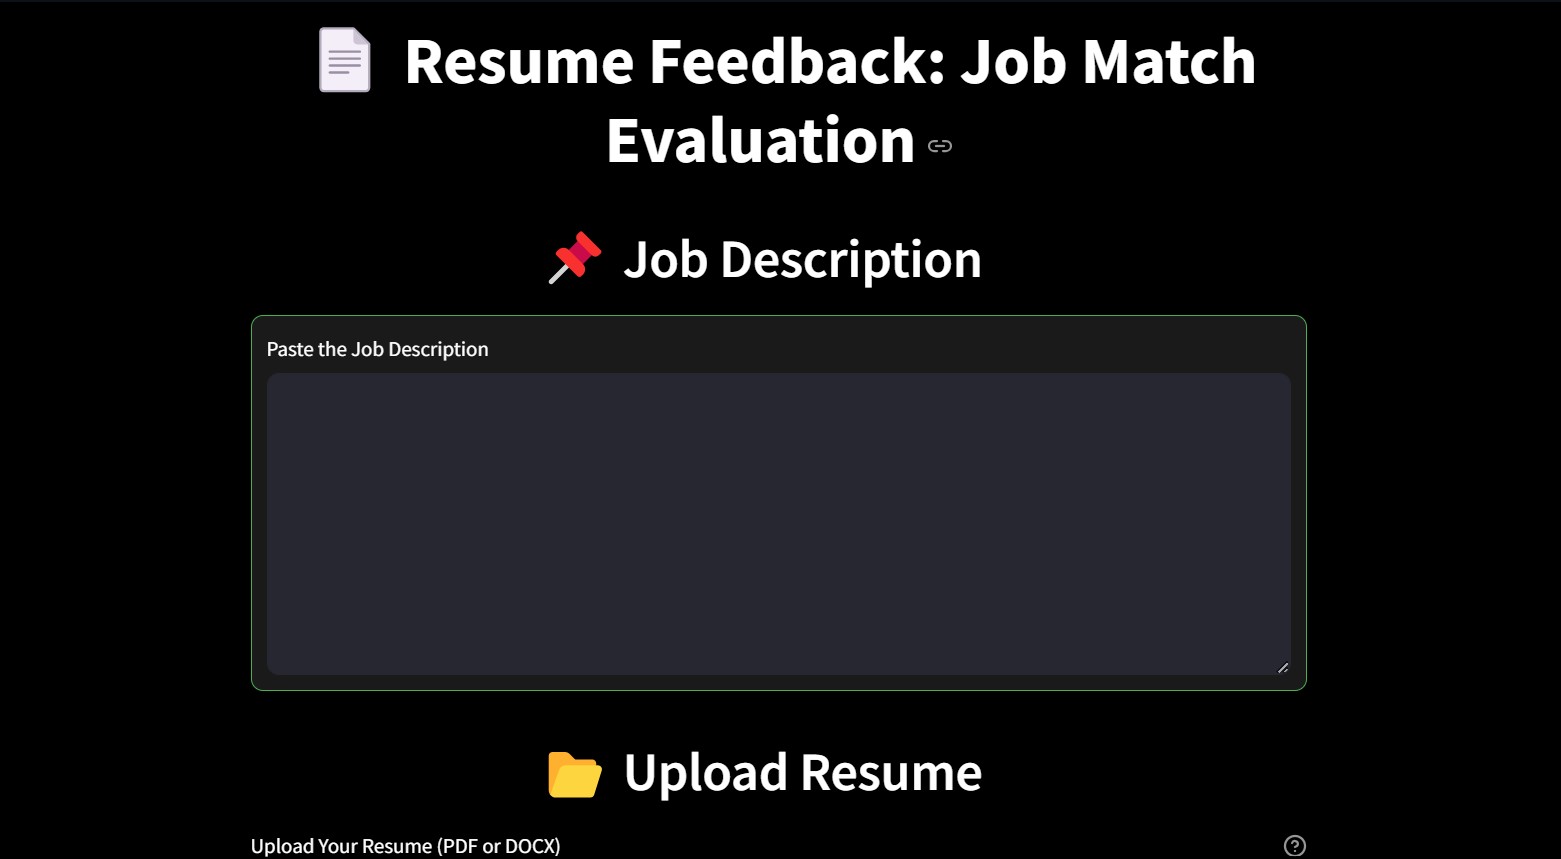 Resume Feedback: Job Match
Evaluation
Job Description
Paste the Job Description
Upload Resume
Upload Your Resume (PDF or DOCX)
?